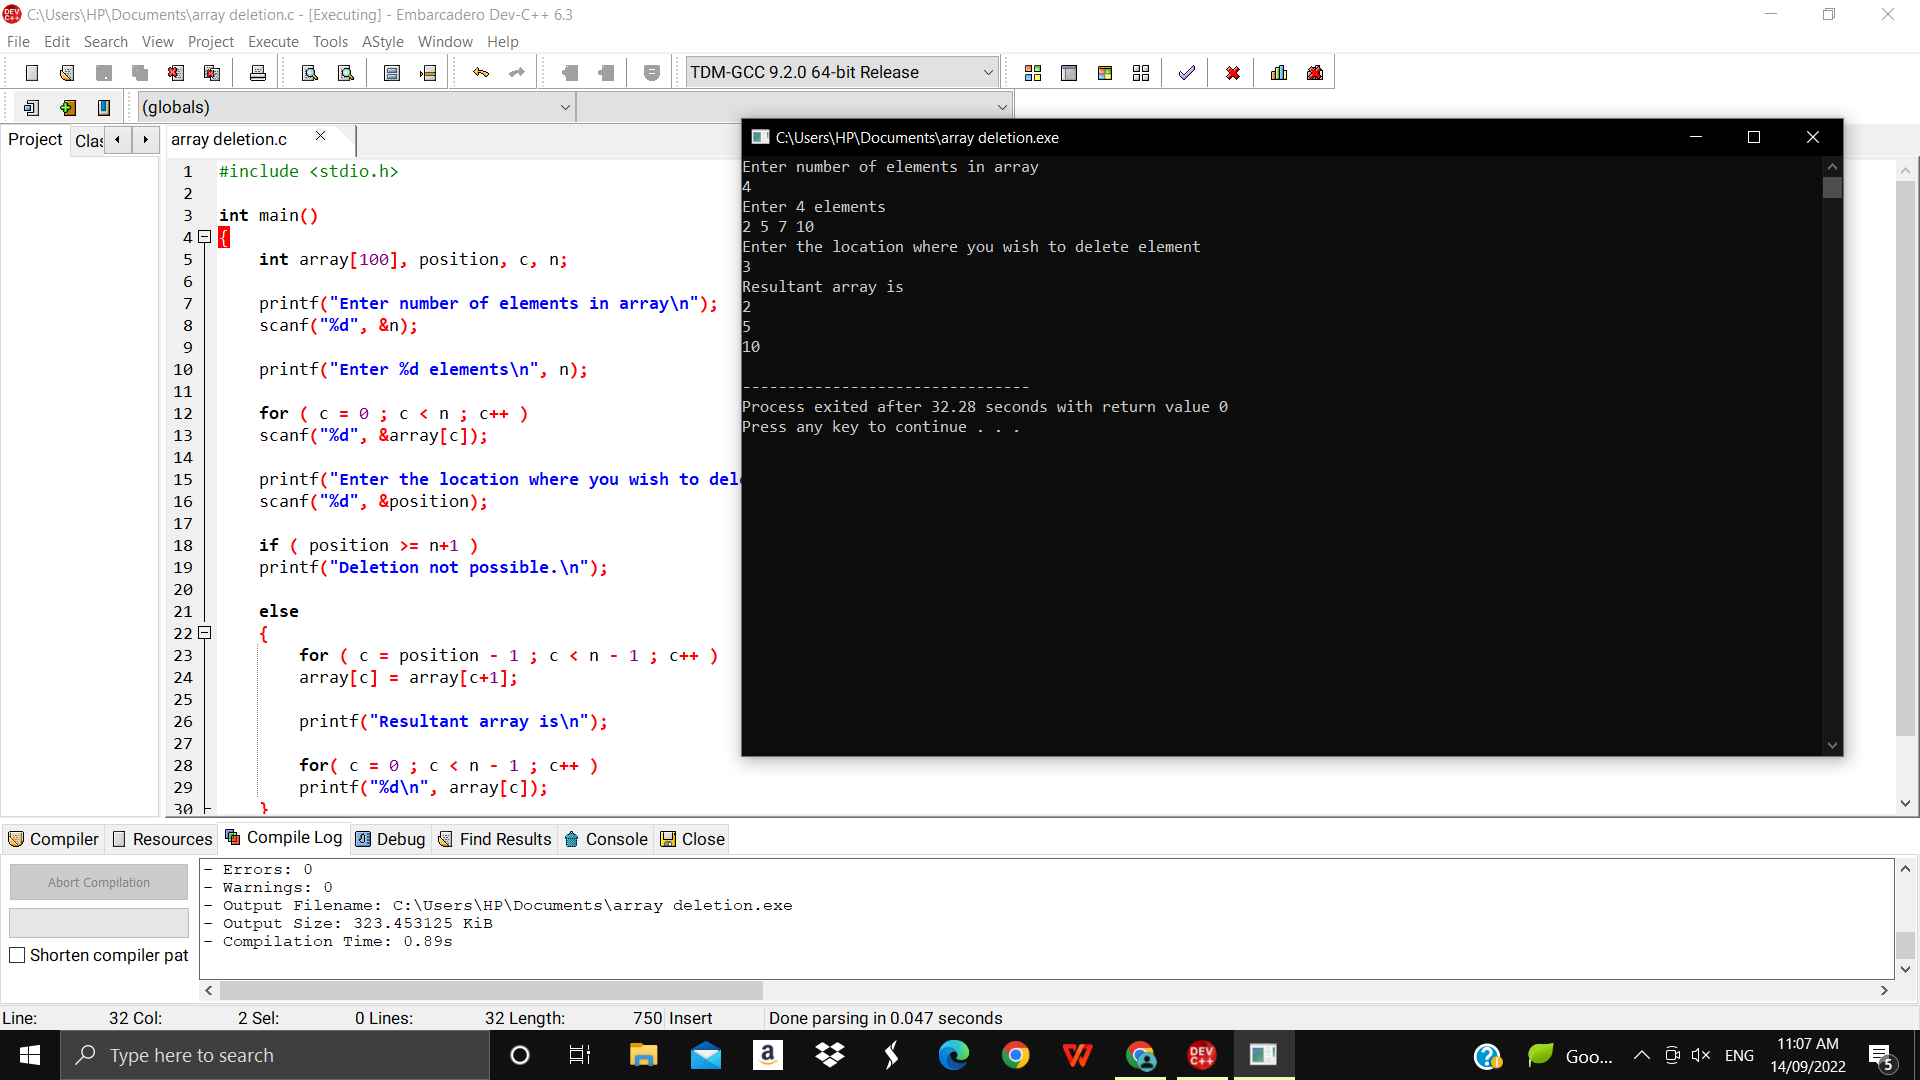 C:\Users\HP\Documents\array deletion.c - [Executing] - Embarcadero Dev-C++ 6.3
File Edit Search View Project Execute Tools AStyle Window Help
TDM-GCC 9.2.0 64-bit Release
(globals)
Project Clas array deletion.c
1 #include <stdio.h>
2
3 int main()
4 {
5 int array[100], position, c, n;
6
7 printf("Enter number of elements in array\n");
8 scanf("%d", &n);
9
10 printf("Enter %d elements\n", n);
11
12 for ( c = 0 ; c < n ; c++ )
13 scanf("%d", &array[c]);
14
15 printf("Enter the location where you wish to del
16 scanf("%d", &position);
17
18 if ( position >= n+1 )
19 printf("Deletion not possible.\n");
20
21 else
22 {
23 for ( c = position - 1 ; c < n - 1 ; c++ )
24 array[c] = array[c+1];
25
26 printf("Resultant array is\n");
27
28 for( c = 0 ; c < n - 1 ; c++ )
29 printf("%d\n", array[c]);
30 }
C:\Users\HP\Documents\array deletion.exe
Enter number of elements in array
4
Enter 4 elements
2 5 7 10
Enter the location where you wish to delete element
3
Resultant array is
2
5
10
--------------------------------
Process exited after 32.28 seconds with return value 0
Press any key to continue . . .
Compiler Resources Compile Log Debug Find Results Console Close
Abort Compilation
Shorten compiler pat
- Errors: 0
- Warnings: 0
- Output Filename: C:\Users\HP\Documents\array deletion.exe
- Output Size: 323.453125 KiB
- Compilation Time: 0.89s
Line: 32 Col: 2 Sel: 0 Lines: 32 Length: 750 Insert Done parsing in 0.047 seconds
Type here to search
DEV C++
Goo...
ENG
11:07 AM
14/09/2022
5